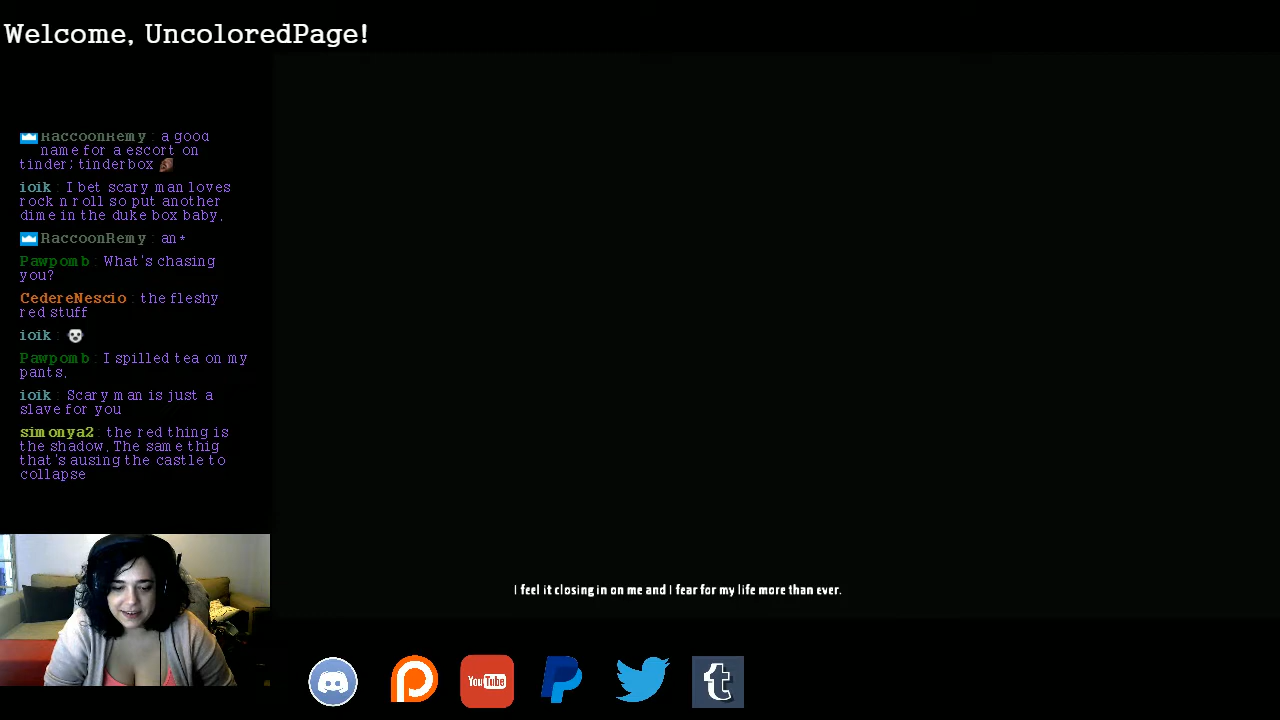 Welcome, UncoloredPage!
RaccoonRemy : a good
name for a escort on
tinder; tinderbox
ioik : I bet scary man loves
rock n roll so put another
dime in the duke box baby.
RaccoonRemy : an*
Pawpomb : What's chasing
you?
CedereNescio : the fleshy
red stuff
ioik :
Pawpomb : I spilled tea on my
pants.
ioik : Scary man is just a
slave for you
simonya2 : the red thing is
the shadow. The same thig
that's ausing the castle to
collapse
I feel it closing in on me and I fear for my life more than ever.
You Tube